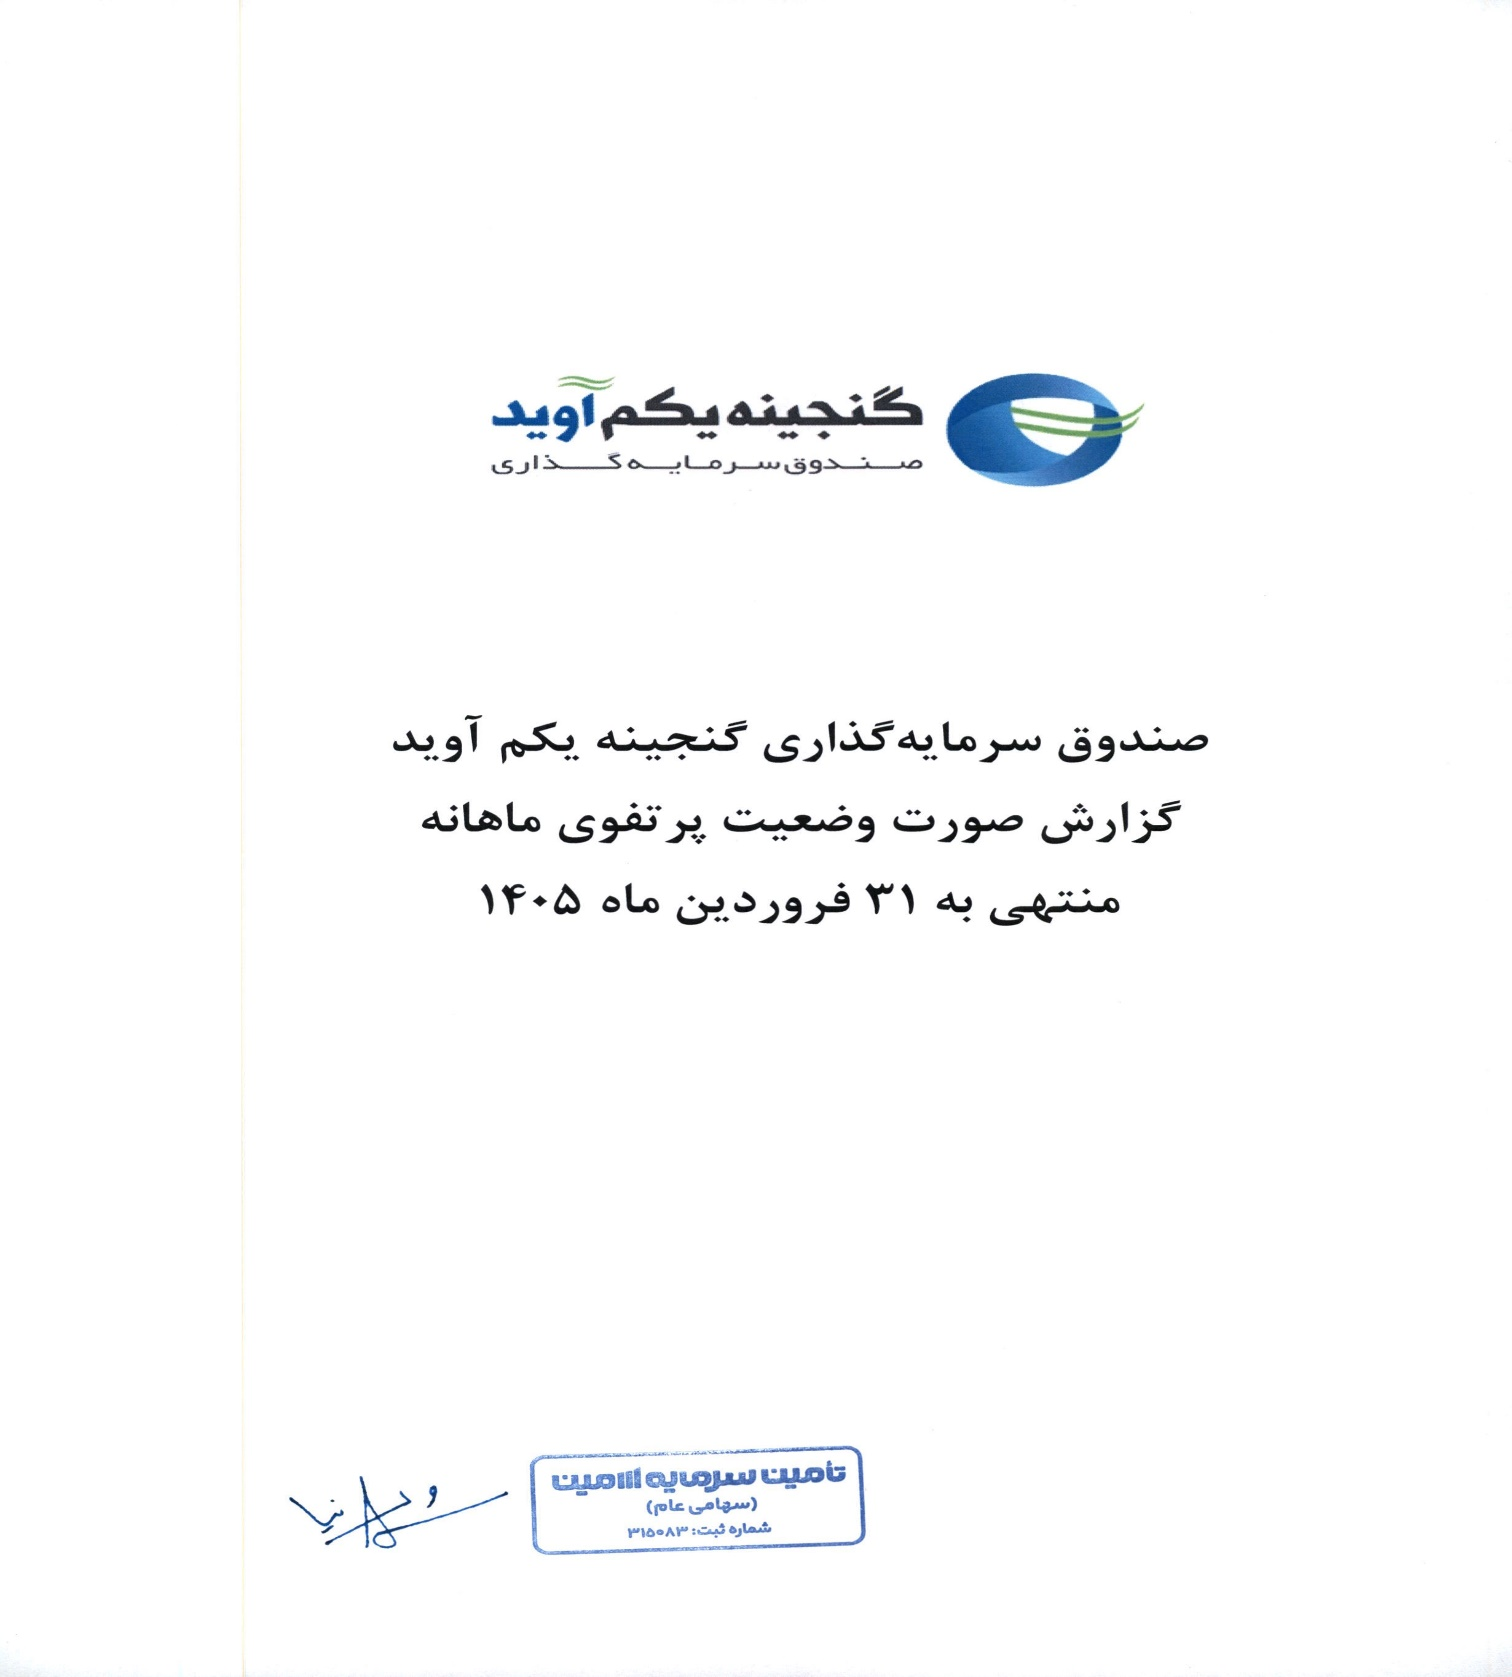 گنجینه یکم آوید
صندوق سرمایه گذاری
صندوق سرمایه‌گذاری گنجینه یکم آوید
گزارش صورت وضعیت پرتفوی ماهانه
منتهی به ۳۱ فروردین ماه ۱۴۰۵
تامین سرمایه امین
(سهامی عام)
شماره ثبت: ۳۱۵۰۸۳